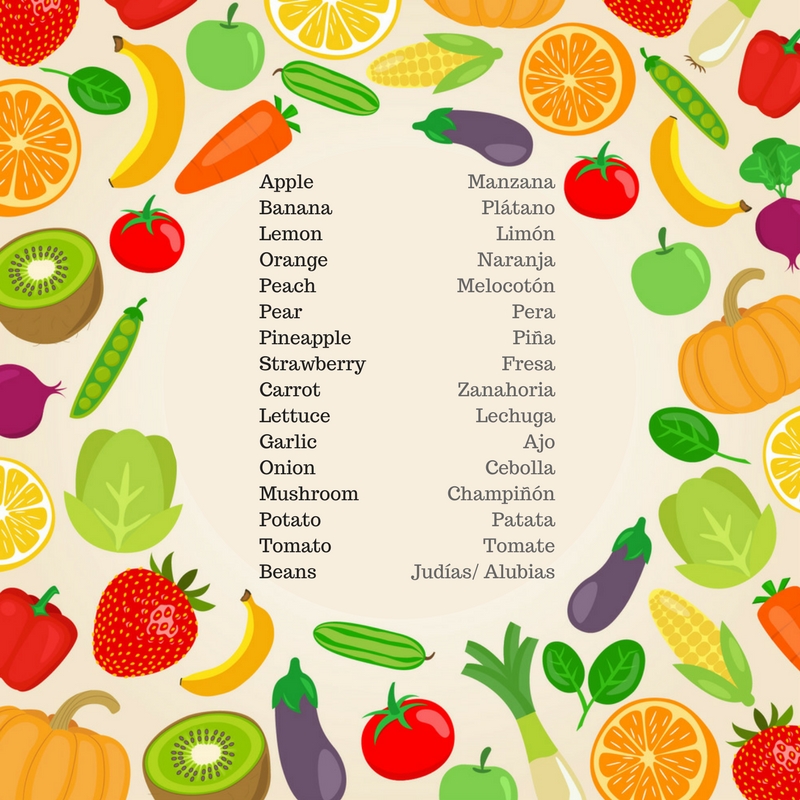 Apple Manzana
Banana Plátano
Lemon Limón
Orange Naranja
Peach Melocotón
Pear Pera
Pineapple Piña
Strawberry Fresa
Carrot Zanahoria
Lettuce Lechuga
Garlic Ajo
Onion Cebolla
Mushroom Champiñón
Potato Patata
Tomato Tomate
Beans Judías/ Alubias